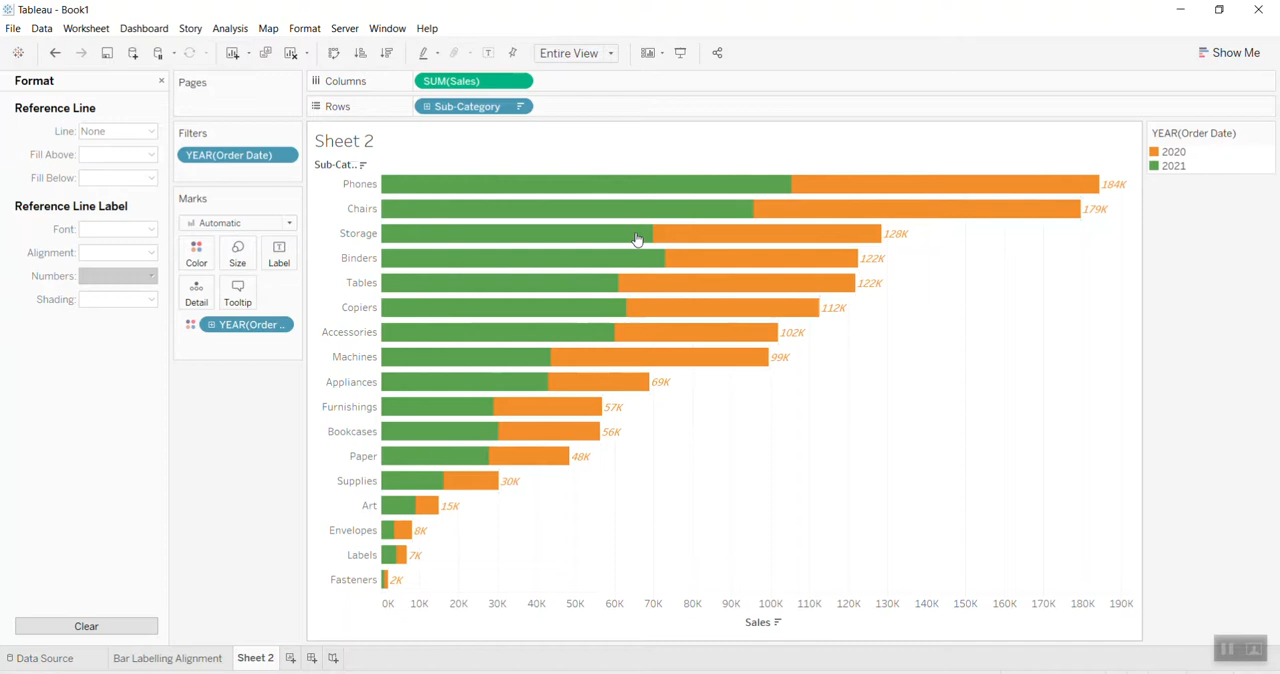 Tableau - Book1
File Data Worksheet Dashboard Story Analysis Map Format Server Window Help
Entire View
Show Me
Format
Reference Line
Line: None
Fill Above:
Fill Below:
Reference Line Label
Font:
Alignment:
Numbers:
Shading:
Clear
Pages
Filters
YEAR(Order Date)
Marks
Automatic
Color Size Label
Detail Tooltip
YEAR(Order ..
Columns SUM(Sales)
Rows Sub-Category
Sheet 2
Sub-Cat..
Phones 184K
Chairs 179K
Storage 128K
Binders 122K
Tables 122K
Copiers 112K
Accessories 102K
Machines 99K
Appliances 69K
Furnishings 57K
Bookcases 56K
Paper 48K
Supplies 30K
Art 15K
Envelopes 8K
Labels 7K
Fasteners 2K
0K 10K 20K 30K 40K 50K 60K 70K 80K 90K 100K 110K 120K 130K 140K 150K 160K 170K 180K 190K
Sales
YEAR(Order Date)
2020
2021
Data Source Bar Labelling Alignment Sheet 2